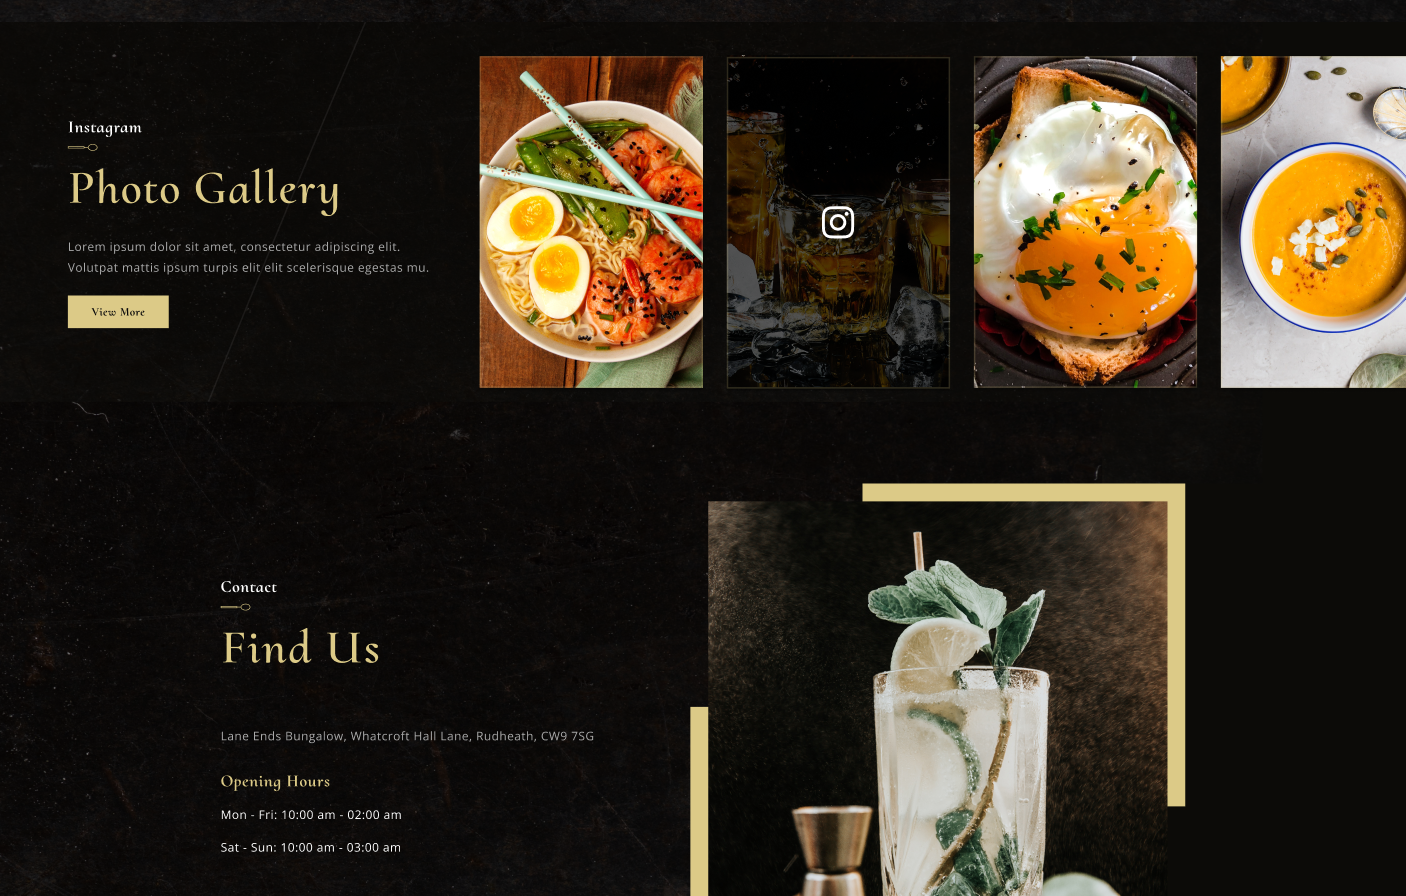 Instagram
Photo Gallery
Lorem ipsum dolor sit amet, consectetur adipiscing elit.
Volutpat mattis ipsum turpis elit elit scelerisque egestas mu.
View More
Contact
Find Us
Lane Ends Bungalow, Whatcroft Hall Lane, Rudheath, CW9 7SG
Opening Hours
Mon - Fri: 10:00 am - 02:00 am
Sat - Sun: 10:00 am - 03:00 am